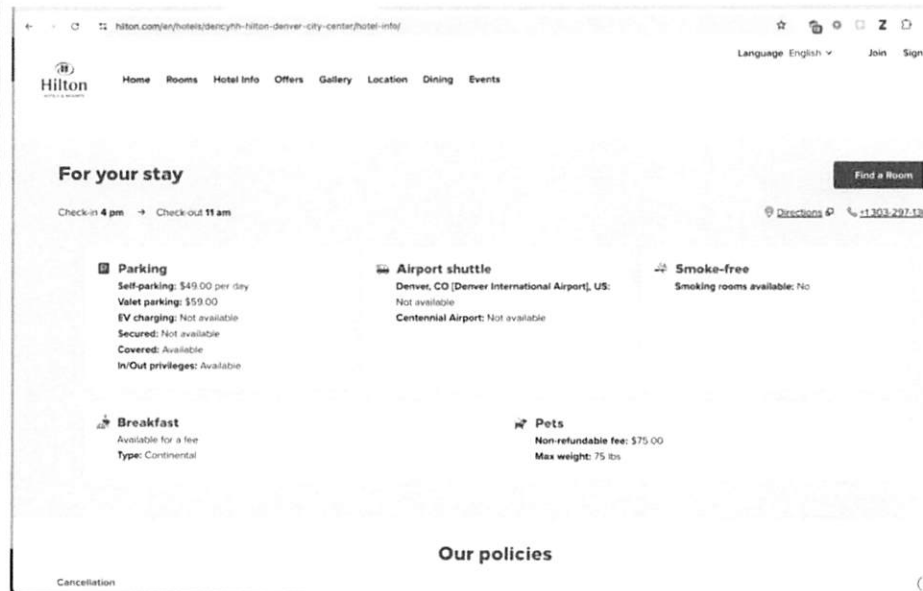 hilton.com/en/hotels/dencyhh-hilton-denver-city-center/hotel-info/
Language English Join Sign
Hilton
Home Rooms Hotel Info Offers Gallery Location Dining Events
For your stay
Find a Room
Check-in 4 pm → Check-out 11 am
Directions +1 303-297-13
Parking
Self-parking: $49.00 per day
Valet parking: $59.00
EV charging: Not available
Secured: Not available
Covered: Available
In/Out privileges: Available
Airport shuttle
Denver, CO [Denver International Airport], US:
Not available
Centennial Airport: Not available
Smoke-free
Smoking rooms available: No
Breakfast
Available for a fee
Type: Continental
Pets
Non-refundable fee: $75.00
Max weight: 75 lbs
Our policies
Cancellation